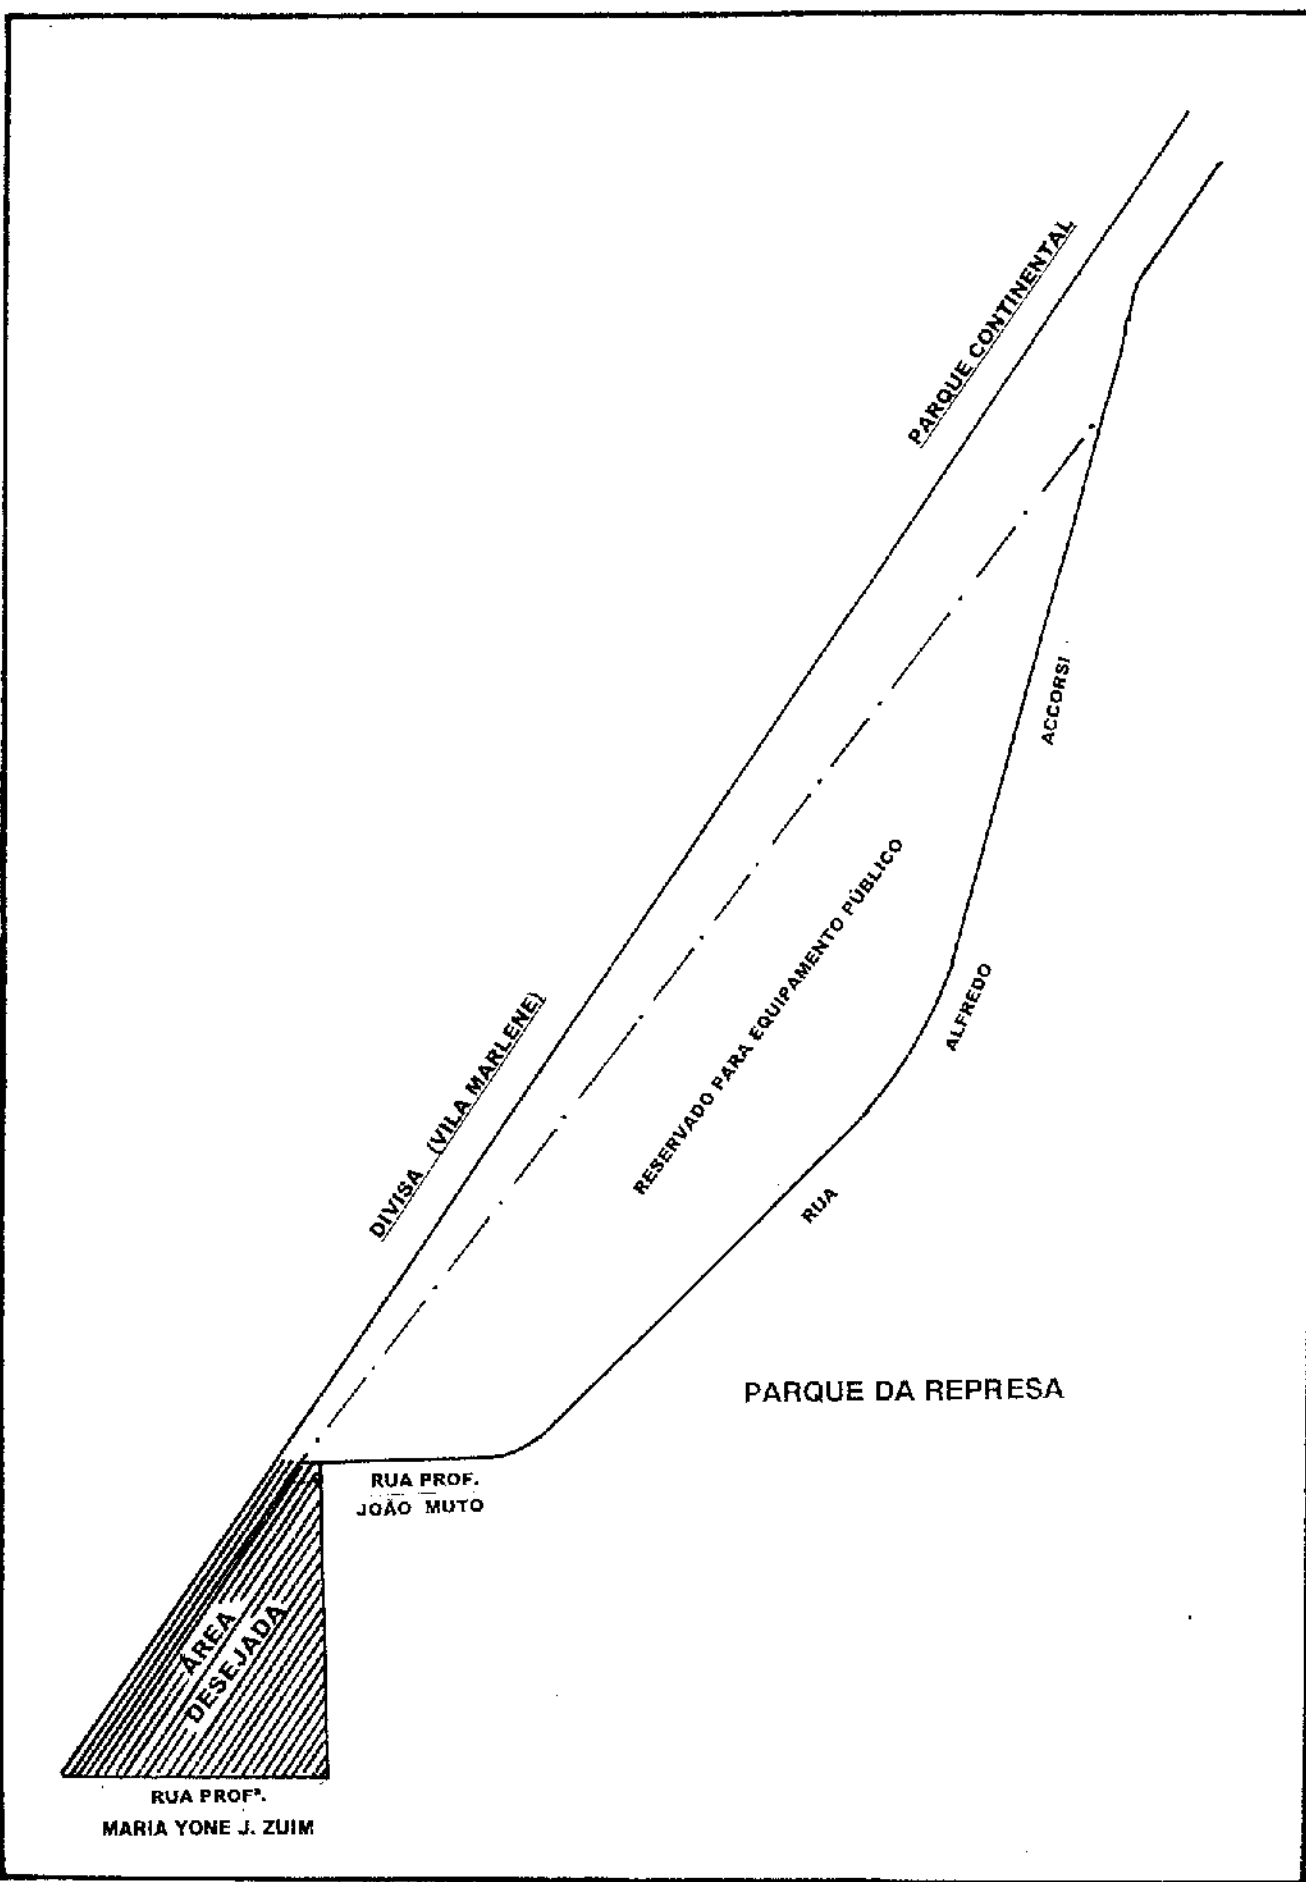 PARQUE CONTINENTAL
ACCORSI
RESERVADO PARA EQUIPAMENTO PÚBLICO
ALFREDO
DIVISA (VILA MARLENE)
RUA
PARQUE DA REPRESA
RUA PROF.
JOÃO MUTO
ÁREA
DESEJADA
RUA PROFª.
MARIA YONE J. ZUIM